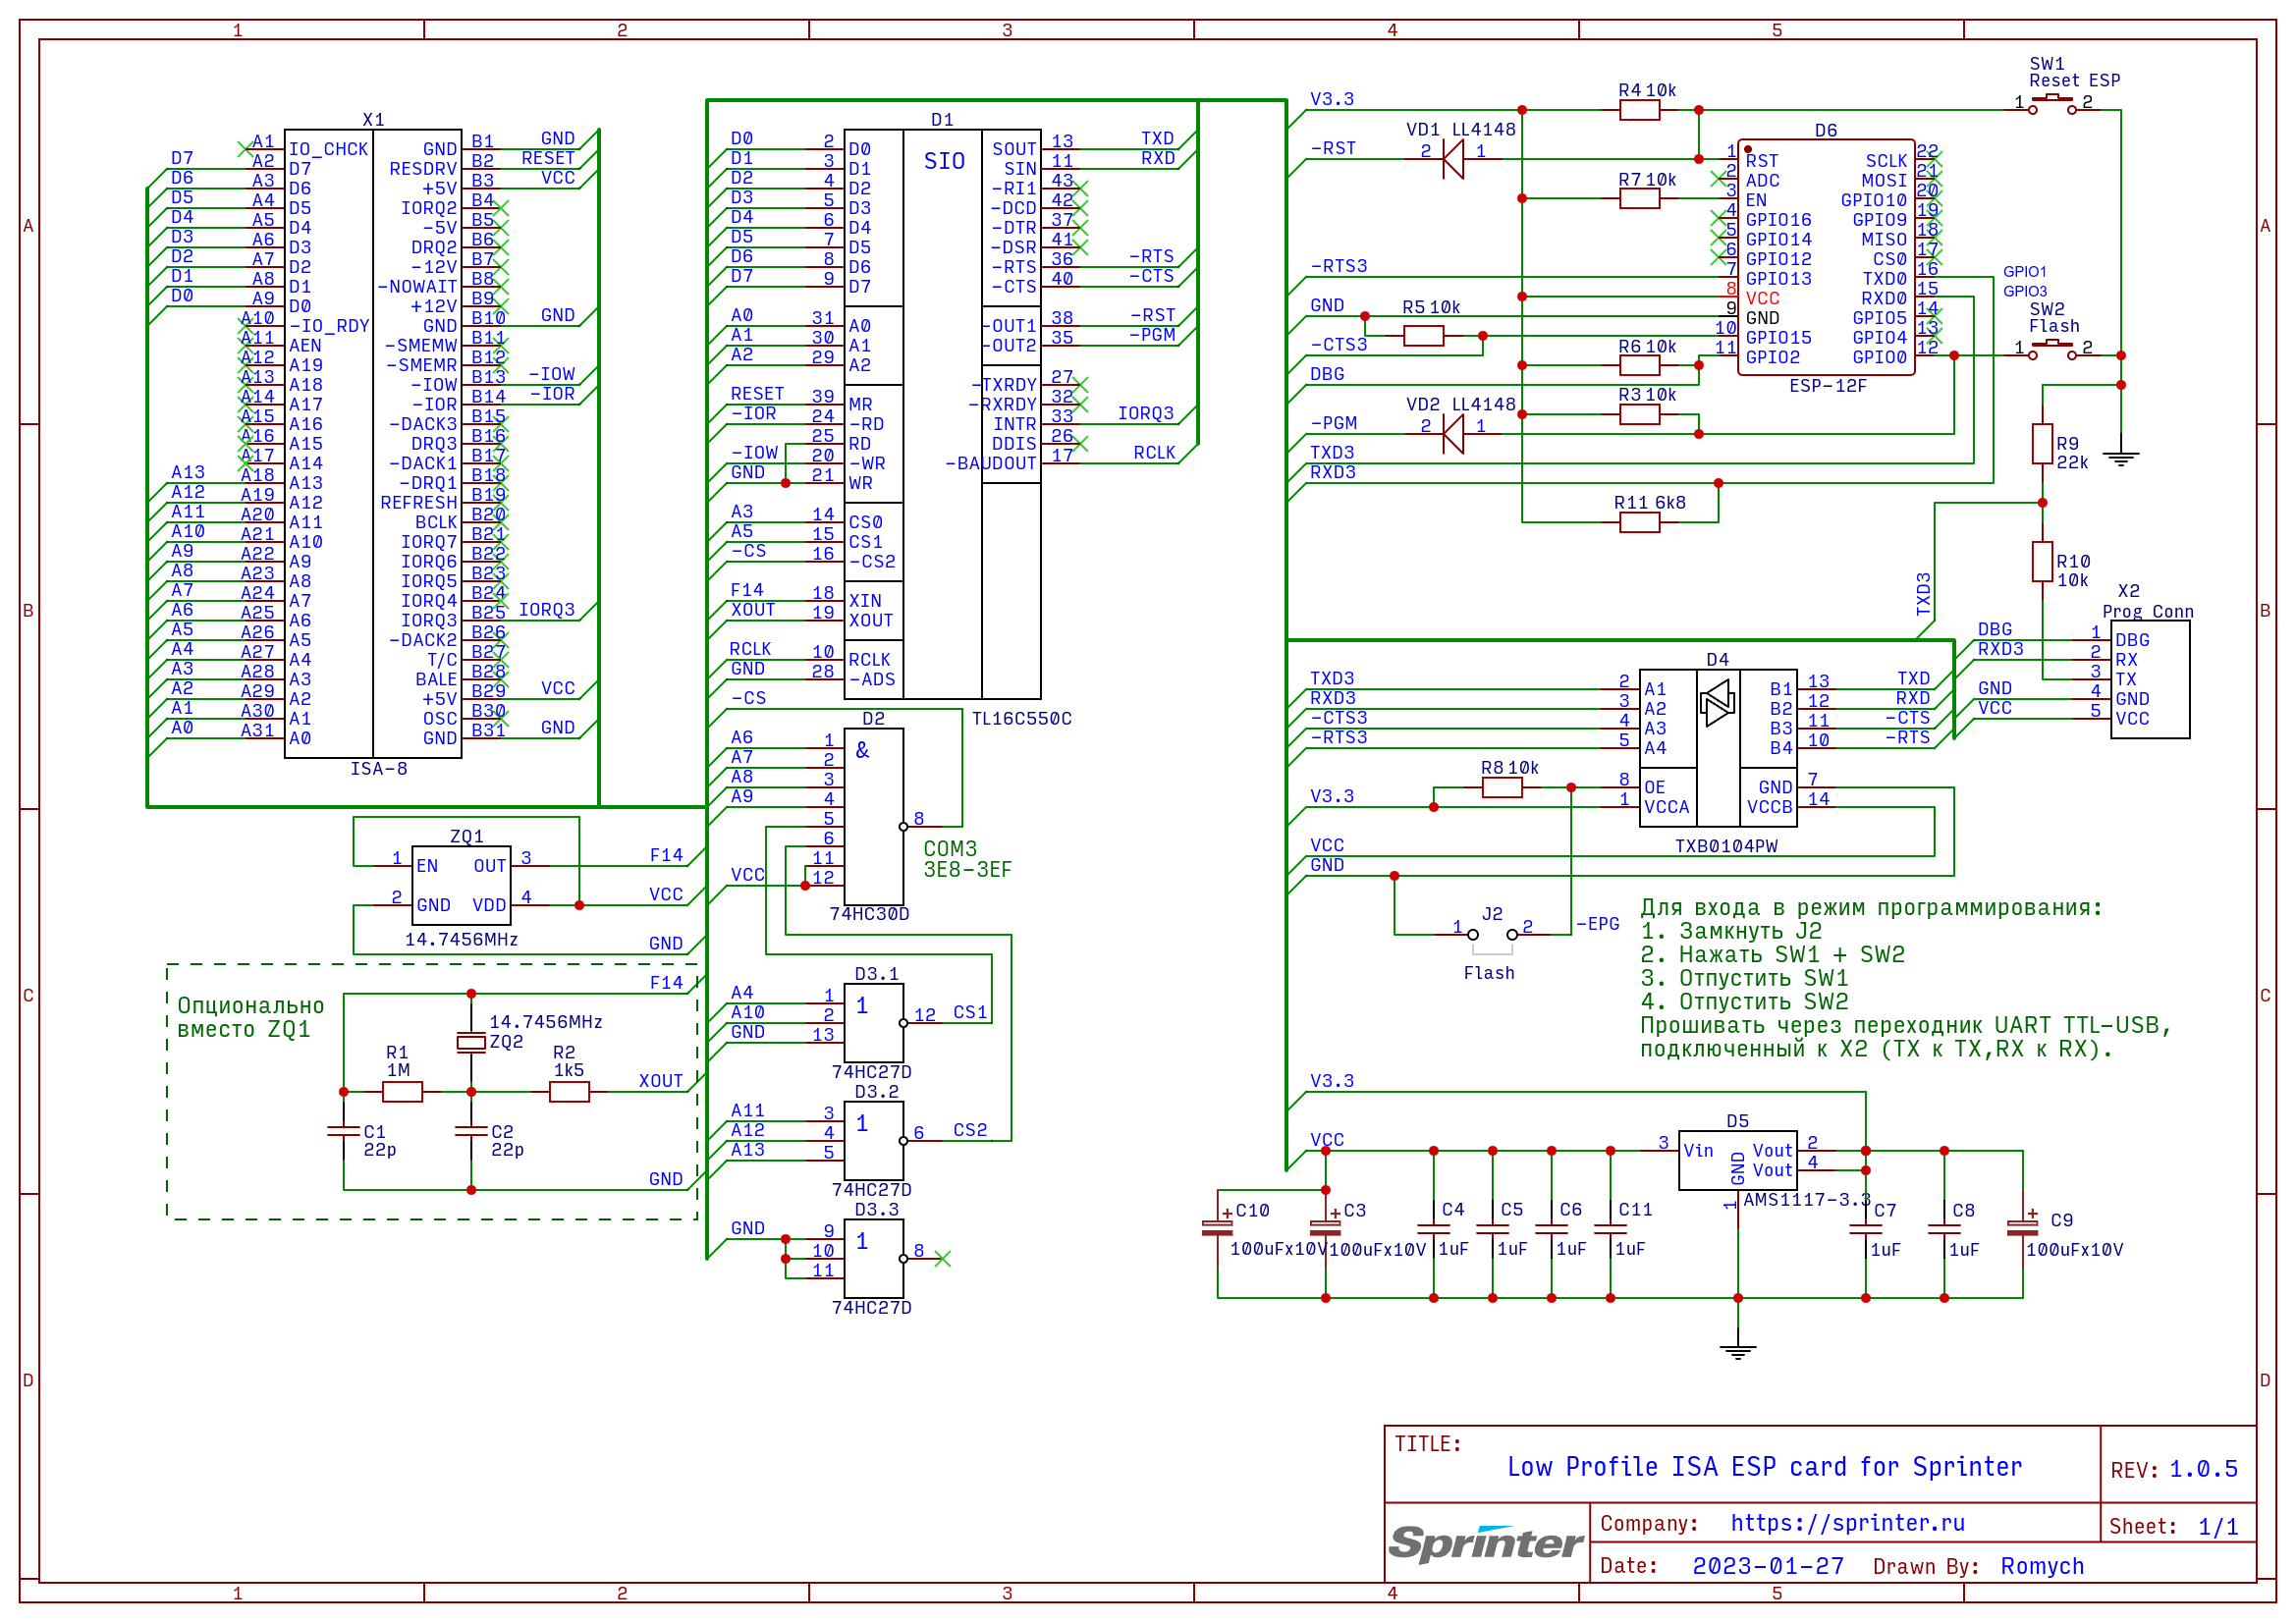 1 2 3 4 5
A
B
C
D
A
B
C
D
1 2 3 4 5
X1
A1 IO_CHCK GND B1 GND
D7 A2 D7 RESDRV B2 RESET
D6 A3 D6 +5V B3 VCC
D5 A4 D5 IORQ2 B4
D4 A5 D4 -5V B5
D3 A6 D3 DRQ2 B6
D2 A7 D2 -12V B7
D1 A8 D1 -NOWAIT B8
D0 A9 D0 +12V B9
A10 -IO_RDY GND B10 GND
A11 AEN -SMEMW B11
A12 A19 -SMEMR B12
A13 A18 -IOW B13 -IOW
A14 A17 -IOR B14 -IOR
A15 A16 -DACK3 B15
A16 A15 DRQ3 B16
A17 A14 -DACK1 B17
A13 A18 A13 -DRQ1 B18
A12 A19 A12 REFRESH B19
A11 A20 A11 BCLK B20
A10 A21 A10 IORQ7 B21
A9 A22 A9 IORQ6 B22
A8 A23 A8 IORQ5 B23
A7 A24 A7 IORQ4 B24
A6 A25 A6 IORQ3 B25 IORQ3
A5 A26 A5 -DACK2 B26
A4 A27 A4 T/C B27
A3 A28 A3 BALE B28
A2 A29 A2 +5V B29 VCC
A1 A30 A1 OSC B30
A0 A31 A0 GND B31 GND
ISA-8
ZQ1
1 EN OUT 3 F14
2 GND VDD 4 VCC
14.7456MHz
GND
Опционально
вместо ZQ1
F14
14.7456MHz
ZQ2
R1
1M
R2
1k5
XOUT
C1
22p
C2
22p
GND
D1
SIO
D0 2 D0 SOUT 13 TXD
D1 3 D1 SIN 11 RXD
D2 4 D2 -RI1 43
D3 5 D3 -DCD 42
D4 6 D4 -DTR 37
D5 7 D5 -DSR 41
D6 8 D6 -RTS 36 -RTS
D7 9 D7 -CTS 40 -CTS
A0 31 A0 -OUT1 38 -RST
A1 30 A1 -OUT2 35 -PGM
A2 29 A2
-TXRDY 27
RESET 39 MR -RXRDY 32
-IOR 24 -RD INTR 33 IORQ3
25 RD DDIS 26
-IOW 20 -WR -BAUDOUT 17 RCLK
GND 21 WR
A3 14 CS0
A5 15 CS1
-CS 16 -CS2
F14 18 XIN
XOUT 19 XOUT
RCLK 10 RCLK
GND 28 -ADS
TL16C550C
-CS
D2
&
A6 1
A7 2
A8 3
A9 4
5 8
6
11
VCC 12
COM3
3E8-3EF
74HC30D
D3.1
A4 1 1
A10 2 12 CS1
GND 13
74HC27D
D3.2
A11 3 1
A12 4 6 CS2
A13 5
74HC27D
D3.3
GND 9 1
10 8
11
74HC27D
V3.3
R4 10k
SW1
Reset ESP
1 2
-RST
VD1 LL4148
2 1
R7 10k
D6
1 RST SCLK 22
2 ADC MOSI 21
3 EN GPIO10 20
4 GPIO16 GPIO9 19
5 GPIO14 MISO 18
6 GPIO12 CS0 17
-RTS3 7 GPIO13 TXD0 16 GPIO1
8 VCC RXD0 15 GPIO3
GND 9 GND GPIO5 14
10 GPIO15 GPIO4 13
11 GPIO2 GPIO0 12
ESP-12F
SW2
Flash
1 2
R5 10k
-CTS3
R6 10k
DBG
R3 10k
-PGM
VD2 LL4148
2 1
TXD3
RXD3
R11 6k8
R9
22k
R10
10k
TXD3
X2
Prog Conn
DBG 1 DBG
RXD3 2 RX
3 TX
GND 4 GND
VCC 5 VCC
D4
TXD3 2 A1 B1 13 TXD
RXD3 3 A2 B2 12 RXD
-CTS3 4 A3 B3 11 -CTS
-RTS3 5 A4 B4 10 -RTS
R8 10k
8 OE GND 7
V3.3 1 VCCA VCCB 14
TXB0104PW
VCC
GND
J2
1 2
-EPG
Flash
Для входа в режим программирования:
1. Замкнуть J2
2. Нажать SW1 + SW2
3. Отпустить SW1
4. Отпустить SW2
Прошивать через переходник UART TTL-USB,
подключенный к X2 (TX к TX,RX к RX).
V3.3
VCC
D5
3 Vin Vout 2
Vout 4
GND
1
AMS1117-3.3
C10
100uFx10V
C3
100uFx10V
C4
1uF
C5
1uF
C6
1uF
C11
1uF
C7
1uF
C8
1uF
C9
100uFx10V
TITLE:
Low Profile ISA ESP card for Sprinter
REV: 1.0.5
Sprinter
Company: https://sprinter.ru
Sheet: 1/1
Date: 2023-01-27
Drawn By: Romych